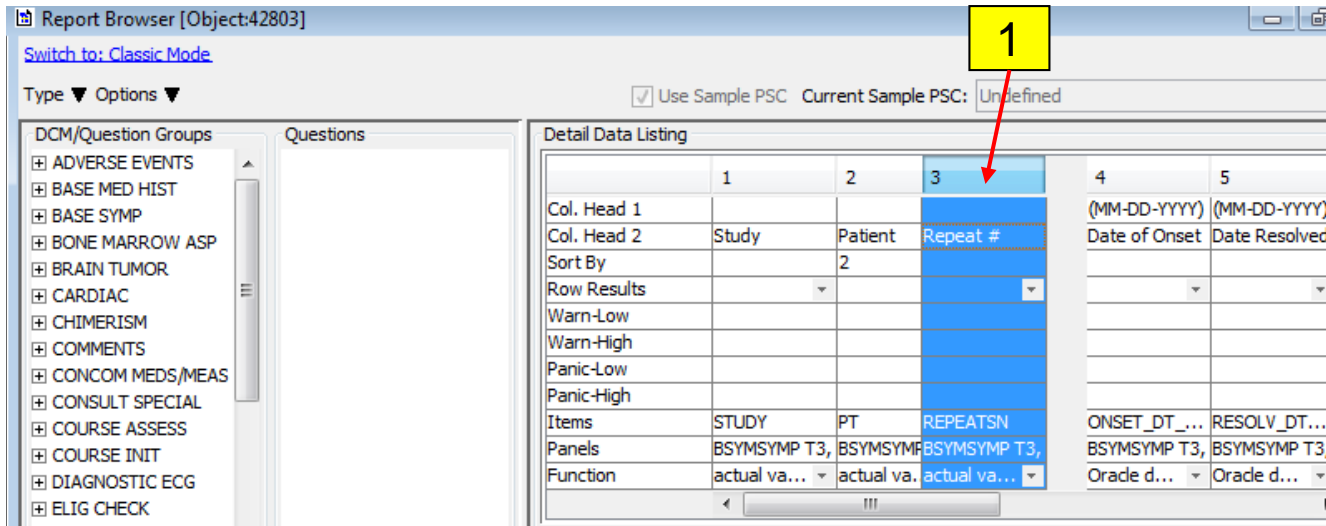 Report Browser [Object:42803]
1
Switch to: Classic Mode
Type ▼ Options ▼
Use Sample PSC Current Sample PSC: Undefined
DCM/Question Groups
ADVERSE EVENTS
BASE MED HIST
BASE SYMP
BONE MARROW ASP
BRAIN TUMOR
CARDIAC
CHIMERISM
COMMENTS
CONCOM MEDS/MEAS
CONSULT SPECIAL
COURSE ASSESS
COURSE INIT
DIAGNOSTIC ECG
ELIG CHECK
Questions
Detail Data Listing
1 2 3 4 5
Col. Head 1 (MM-DD-YYYY) (MM-DD-YYYY)
Col. Head 2 Study Patient Repeat # Date of Onset Date Resolved
Sort By 2
Row Results
Warn-Low
Warn-High
Panic-Low
Panic-High
Items STUDY PT REPEATSN ONSET_DT_... RESOLV_DT...
Panels BSYMSYMP T3, BSYMSYMP BSYMSYMP T3, BSYMSYMP T3, BSYMSYMP T3,
Function actual va... actual va. actual va... Oracle d... Oracle d...